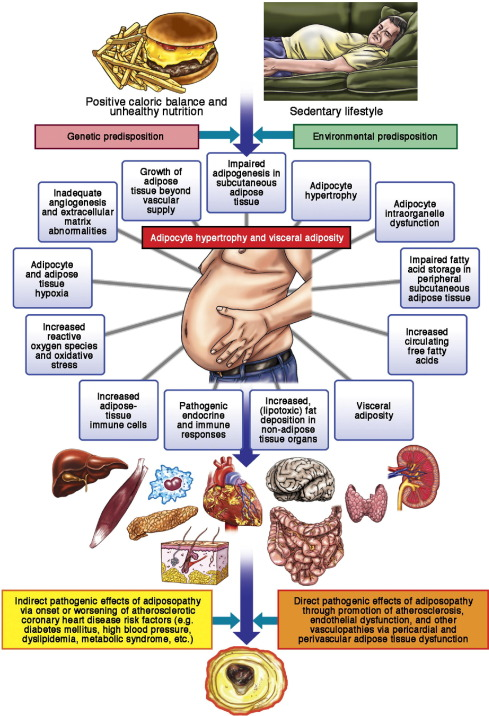 Positive caloric balance and
unhealthy nutrition
Sedentary lifestyle
Genetic predisposition
Environmental predisposition
Inadequate
angiogenesis and
extracellular matrix
abnormalities
Growth of
adipose
tissue beyond
vascular
supply
Impaired
adipogenesis in
subcutaneous
adipose
tissue
Adipocyte
hypertrophy
Adipocyte
intraorganelle
dysfunction
Adipocyte hypertrophy and visceral adiposity
Adipocyte
and adipose
tissue
hypoxia
Impaired fatty
acid storage in
peripheral
subcutaneous
adipose tissue
Increased
reactive
oxygen species
and oxidative
stress
Increased
circulating
free fatty
acids
Increased
adipose-
tissue
immune cells
Pathogenic
endocrine
and immune
responses
Increased,
(lipotoxic) fat
deposition in
non-adipose
tissue organs
Visceral
adiposity
Indirect pathogenic effects of adiposopathy
via onset or worsening of atherosclerotic
coronary heart disease risk factors (e.g.
diabetes mellitus, high blood pressure,
dyslipidemia, metabolic syndrome, etc.)
Direct pathogenic effects of adiposopathy
through promotion of atherosclerosis,
endothelial dysfunction, and other
vasculopathies via pericardial and
perivascular adipose tissue dysfunction